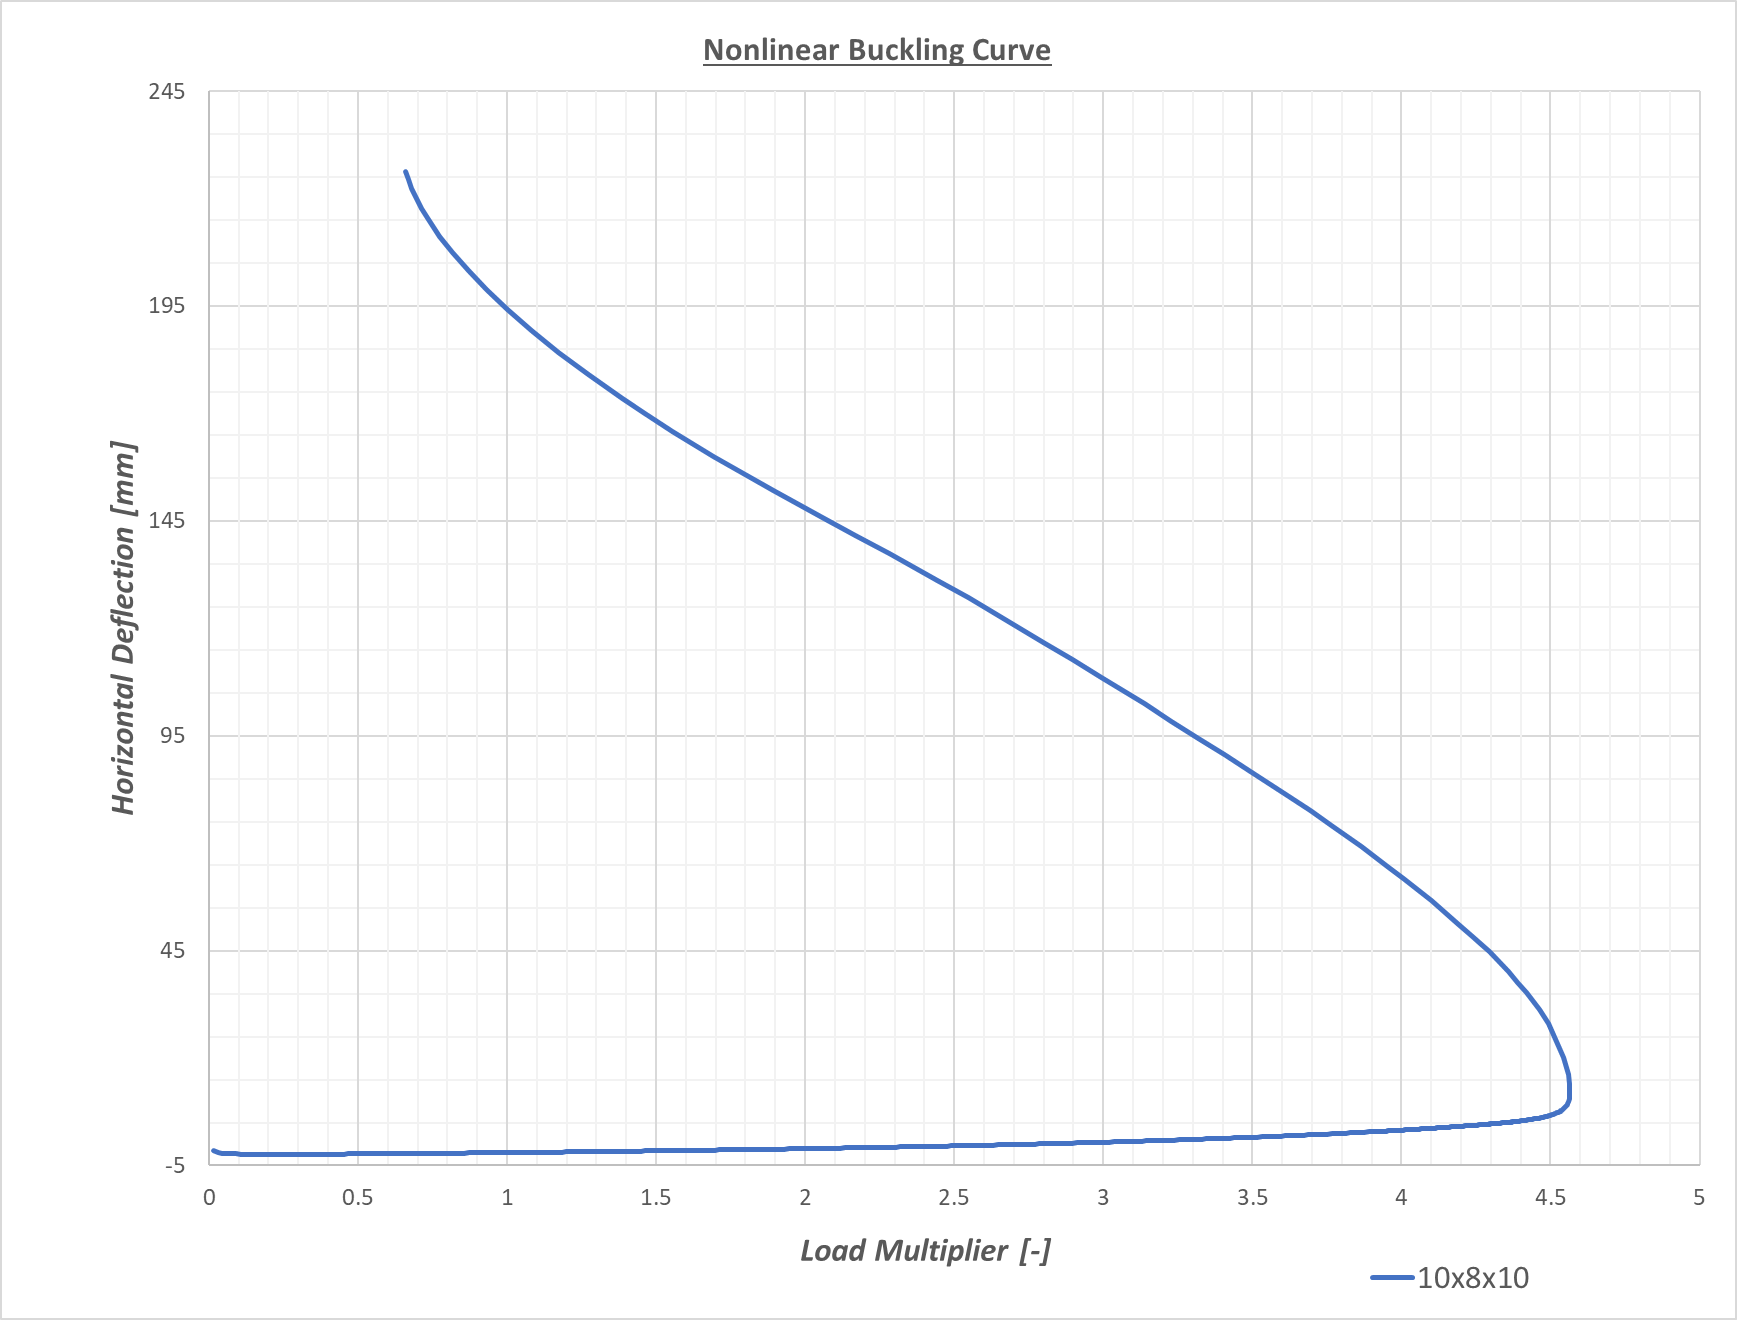 Nonlinear Buckling Curve
245
195
145
95
45
-5
Horizontal Deflection [mm]
0 0.5 1 1.5 2 2.5 3 3.5 4 4.5 5
Load Multiplier [-]
10x8x10